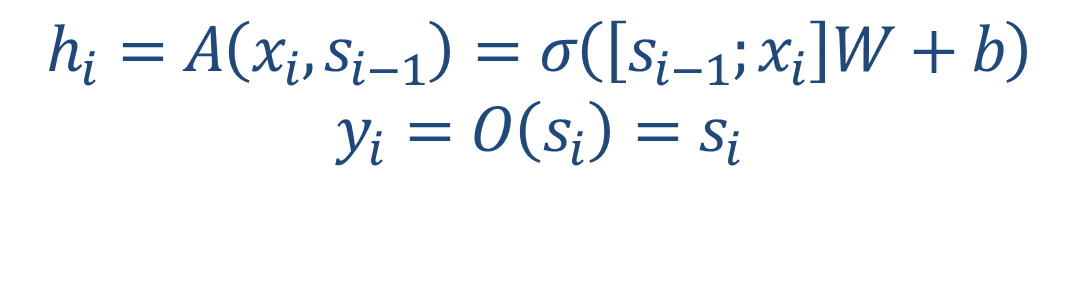 hᵢ = A(xᵢ, sᵢ₋₁) = σ([sᵢ₋₁; xᵢ]W + b)
yᵢ = O(sᵢ) = sᵢ